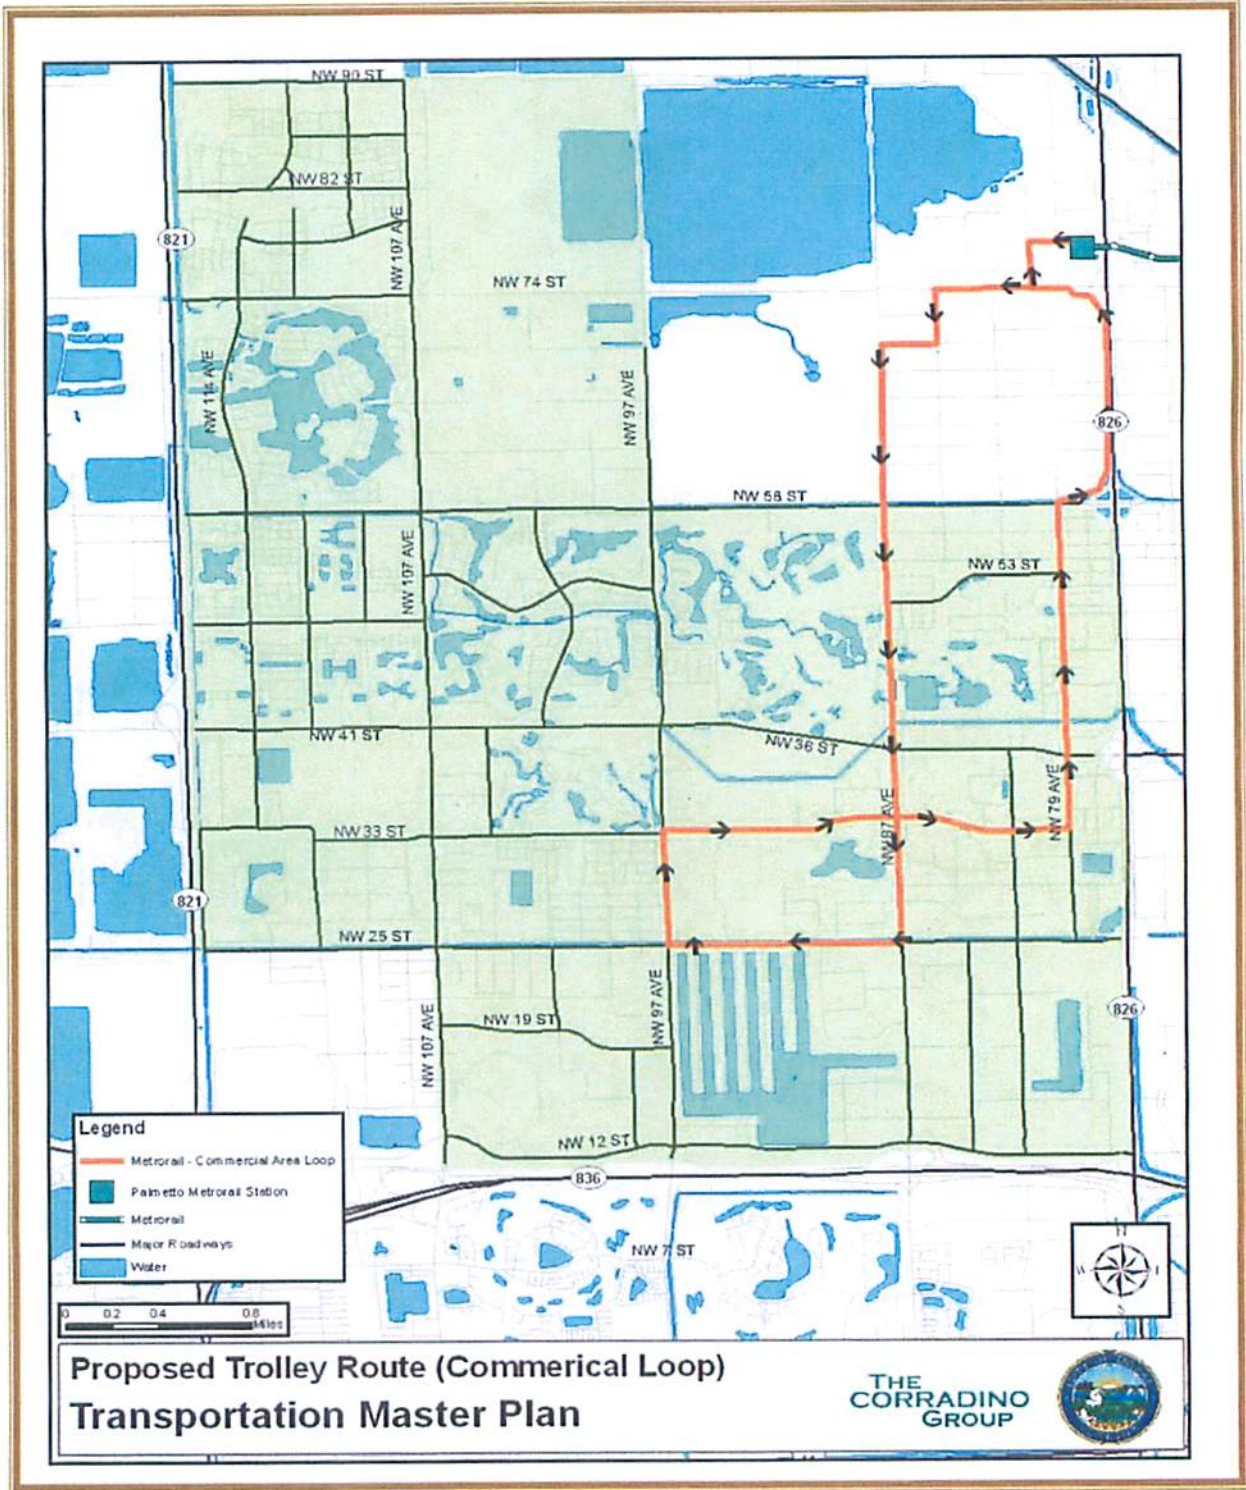 NW 90 ST
NW 82 ST
821
NW 107 AVE
NW 74 ST
NW 114 AVE
NW 97 AVE
826
NW 58 ST
NW 107 AVE
NW 53 ST
NW 41 ST
NW 36 ST
NW 79 AVE
NW 87 AVE
NW 33 ST
821
NW 25 ST
NW 97 AVE
NW 107 AVE
NW 19 ST
826
NW 12 ST
836
NW 7 ST
Legend
Metrorail - Commercial Area Loop
Palmetto Metrorail Station
Metrorail
Major Roadways
Water
N
W
S
0 0.2 0.4 0.8
Miles
Proposed Trolley Route (Commerical Loop)
Transportation Master Plan
THE
CORRADINO
GROUP